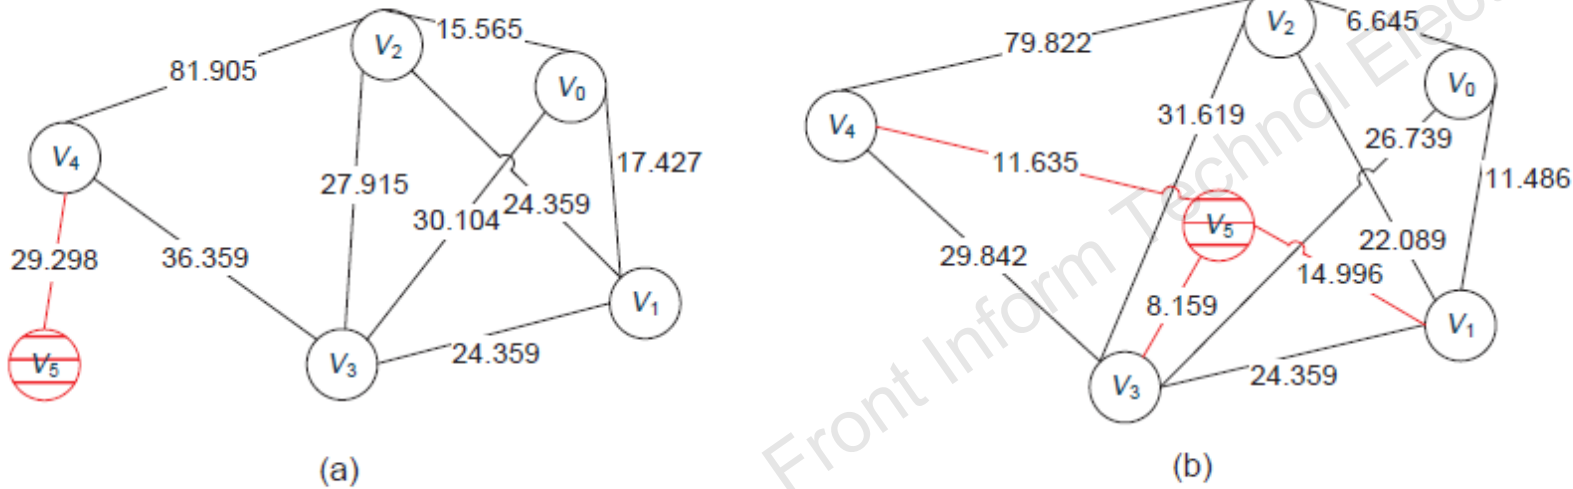 V2
15.565
81.905
V0
V4
17.427
27.915
24.359
30.104
29.298
36.359
V1
V5
V3
24.359
(a)
V2
6.645
79.822
V0
V4
31.619
26.739
11.635
11.486
V5
22.089
29.842
14.996
8.159
V1
24.359
V3
(b)
Front Inform Technol Elec